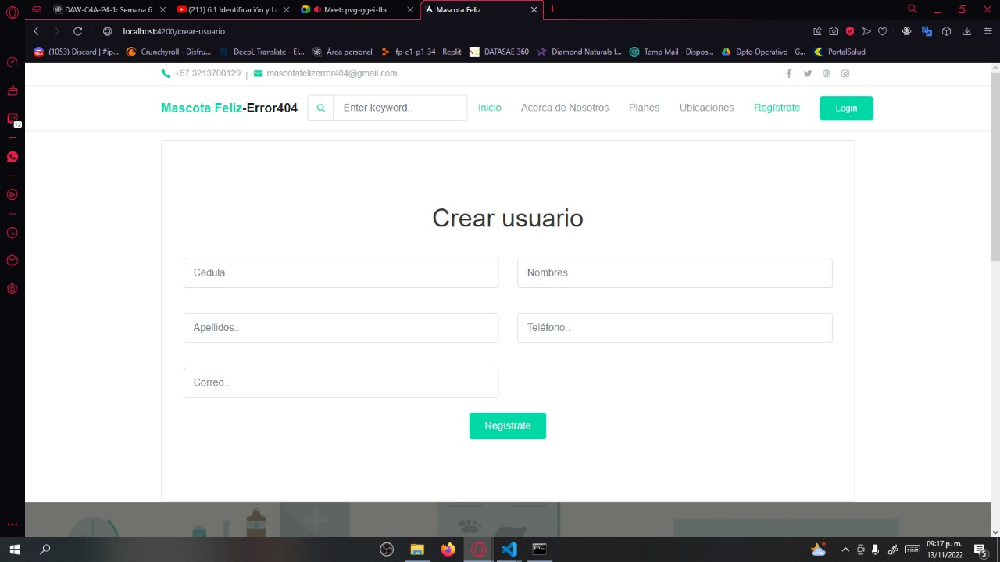 DAW-C4A-P4-1: Semana 6
(211) 6.1 Identificación y Lo
Meet: pvg-ggei-fbc
Mascota Feliz
localhost:4200/crear-usuario
(1053) Discord | #ip...
Crunchyroll - Disfru...
DeepL Translate - El...
Área personal
fp-c1-p1-34 - Replit
DATASAE 360
Diamond Naturals I...
Temp Mail - Dispos...
Dpto Operativo - G...
PortalSalud
1K+
12
+57 3213700129 | mascotafelizerror404@gmail.com
Mascota Feliz-Error404
Enter keyword..
Inicio
Acerca de Nosotros
Planes
Ubicaciones
Regístrate
Login
Crear usuario
Cédula..
Nombres..
Apellidos..
Teléfono..
Correo..
Regístrate
09:17 p. m.
13/11/2022
5